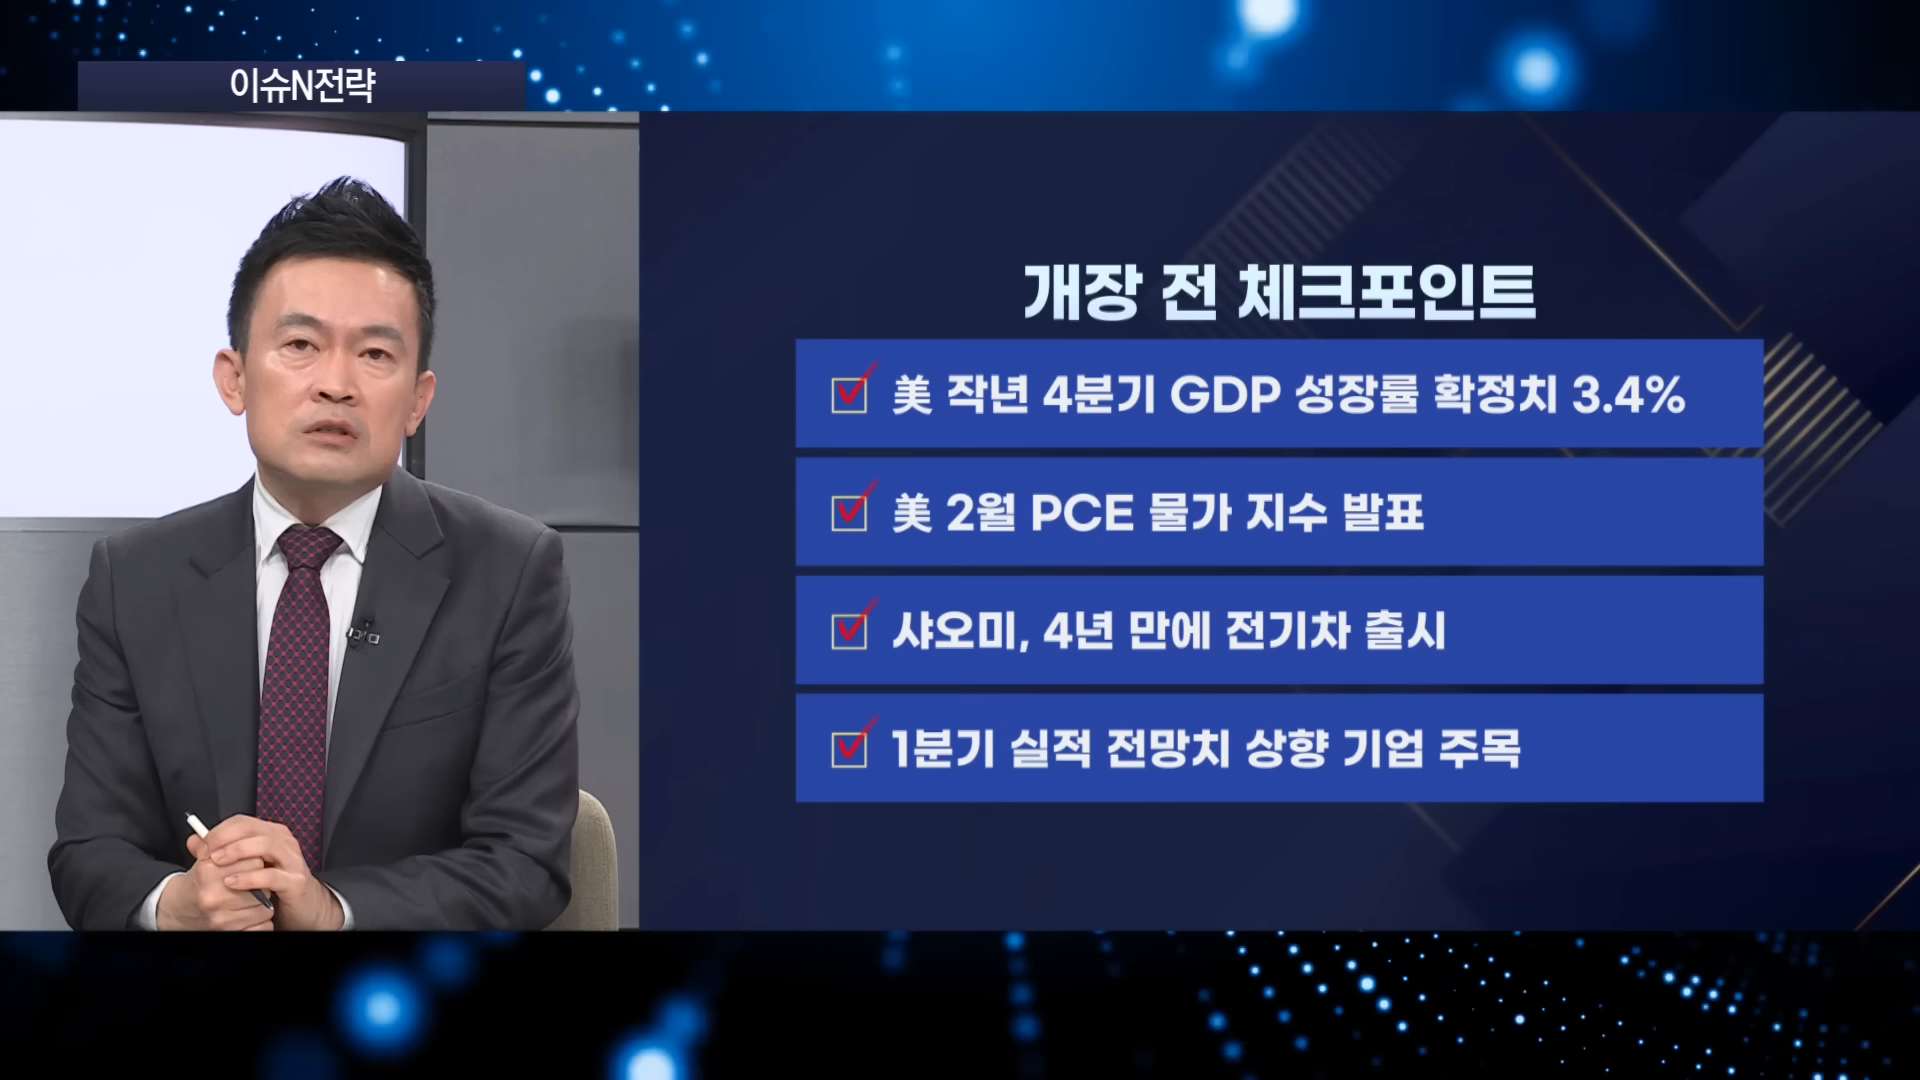 이슈N전략
개장 전 체크포인트
美 작년 4분기 GDP 성장률 확정치 3.4%
美 2월 PCE 물가 지수 발표
샤오미, 4년 만에 전기차 출시
1분기 실적 전망치 상향 기업 주목